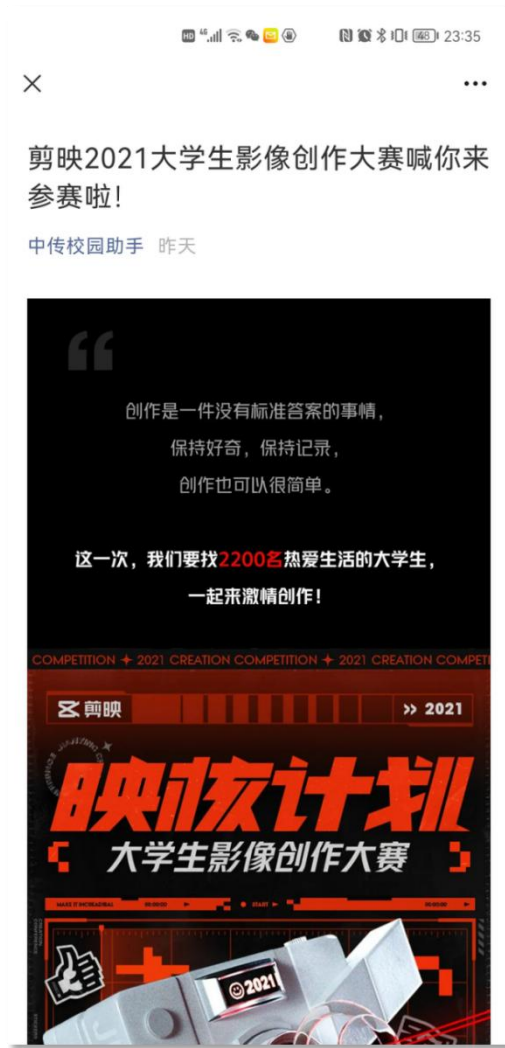 HD 48 23:35
剪映2021大学生影像创作大赛喊你来
参赛啦！
中传校园助手 昨天
创作是一件没有标准答案的事情，
保持好奇，保持记录，
创作也可以很简单。
这一次，我们要找2200名热爱生活的大学生，
一起来激情创作！
COMPETITION 2021 CREATION COMPETITION 2021 CREATION COMPETI
剪映 >> 2021
映核计划
大学生影像创作大赛
START
2021